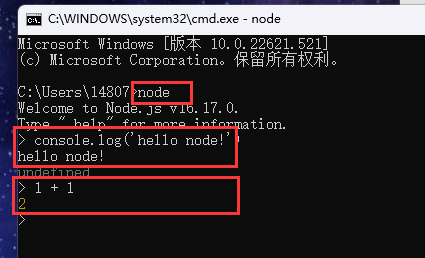 C:\WINDOWS\system32\cmd.exe - node
Microsoft Windows [版本 10.0.22621.521]
(c) Microsoft Corporation。保留所有权利。
C:\Users\14807>node
Welcome to Node.js v16.17.0.
Type ".help" for more information.
> console.log('hello node!')
hello node!
undefined
> 1 + 1
2
>